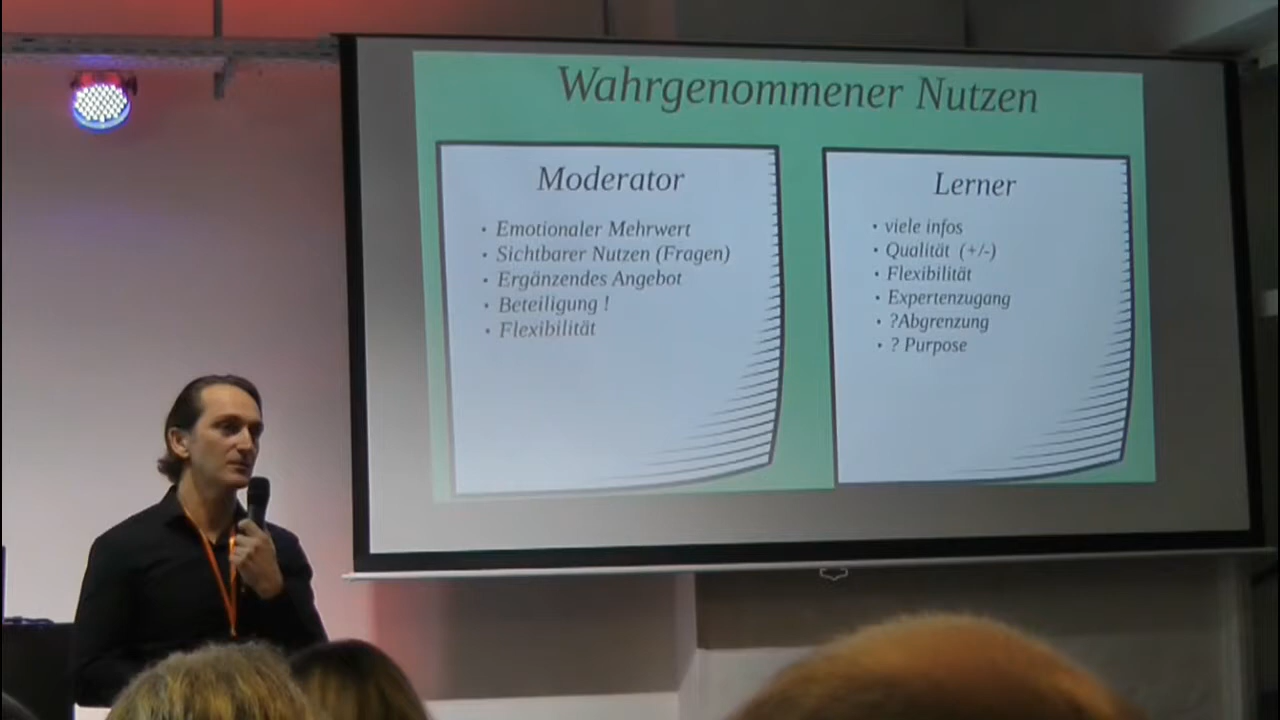 Wahrgenommener Nutzen
Moderator
• Emotionaler Mehrwert
• Sichtbarer Nutzen (Fragen)
• Ergänzendes Angebot
• Beteiligung !
• Flexibilität
Lerner
• viele infos
• Qualität (+/-)
• Flexibilität
• Expertenzugang
• ?Abgrenzung
• ? Purpose